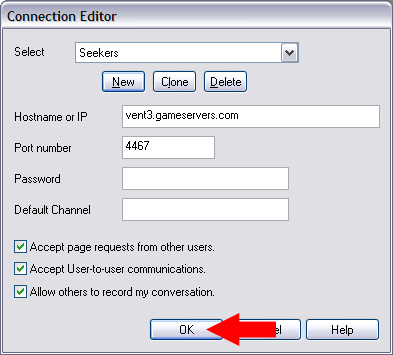 Connection Editor
Select Seekers
New Clone Delete
Hostname or IP vent3.gameservers.com
Port number 4467
Password
Default Channel
Accept page requests from other users.
Accept User-to-user communications.
Allow others to record my conversation.
OK el Help